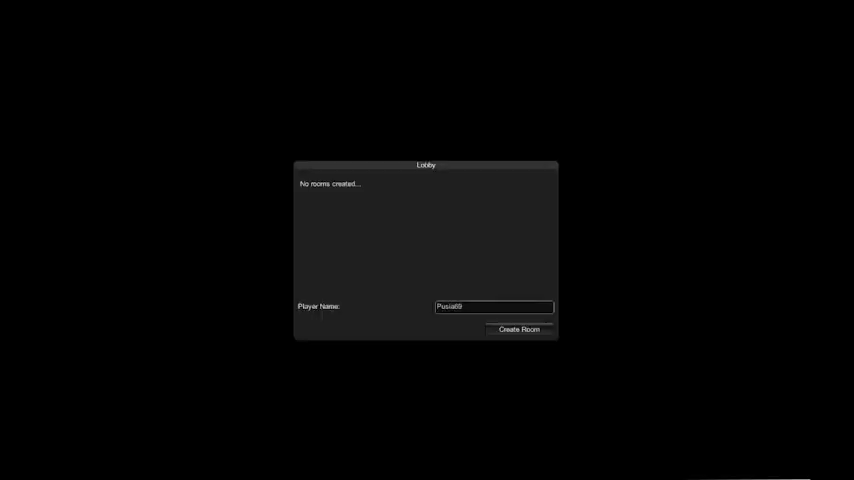 Lobby
No rooms created...
Player Name:
Pusia69
Create Room